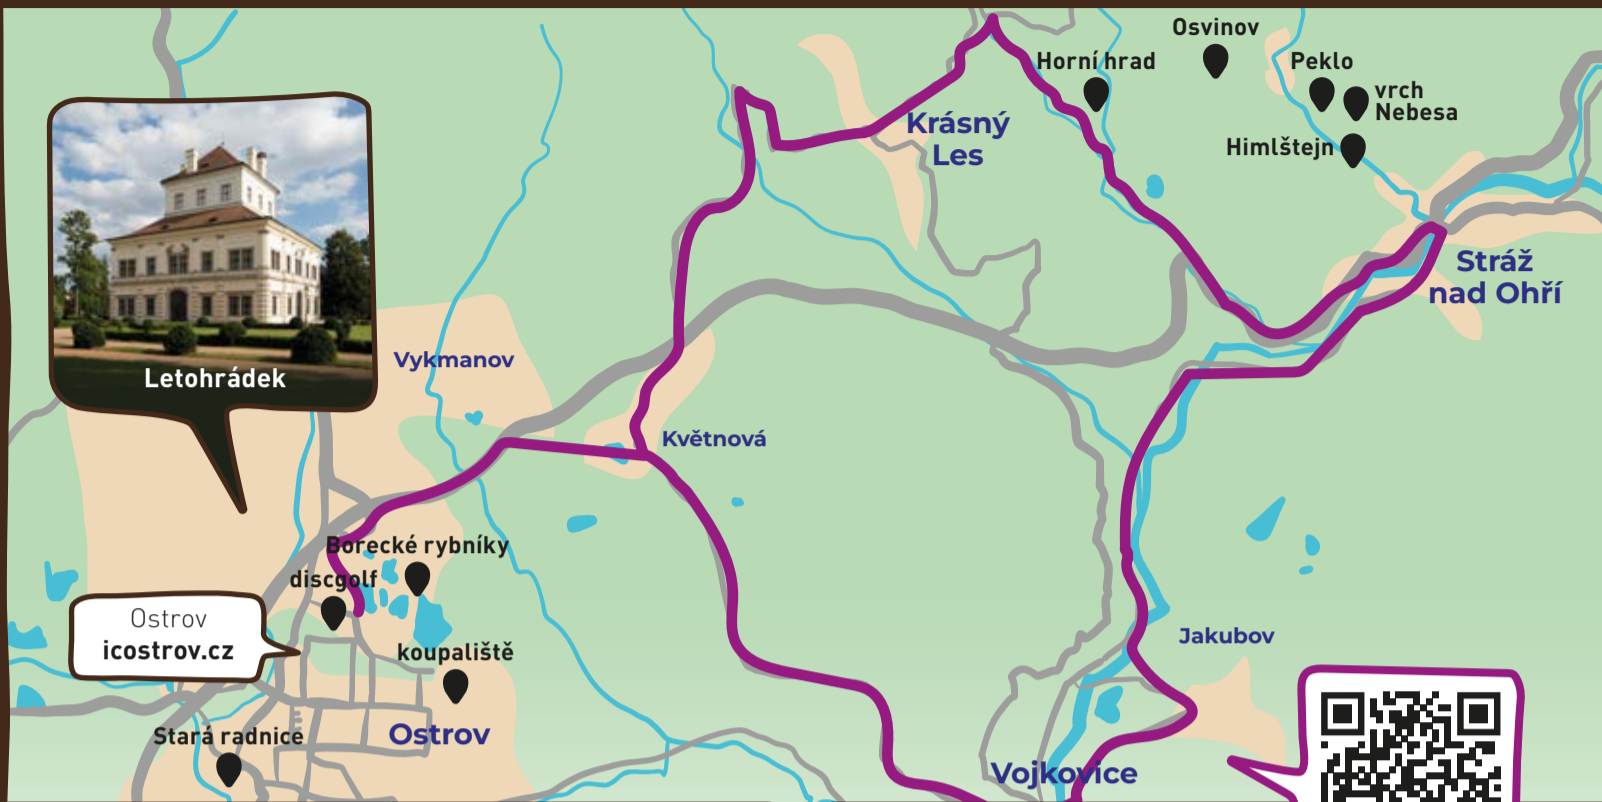 Osvinov
Horní hrad
Peklo
vrch
Nebesa
Krásný
Les
Himlštejn
Stráž
nad Ohří
Letohrádek
Vykmanov
Květnová
Borecké rybníky
discgolf
Ostrov
icostrov.cz
koupaliště
Jakubov
Stará radnice
Ostrov
Vojkovice